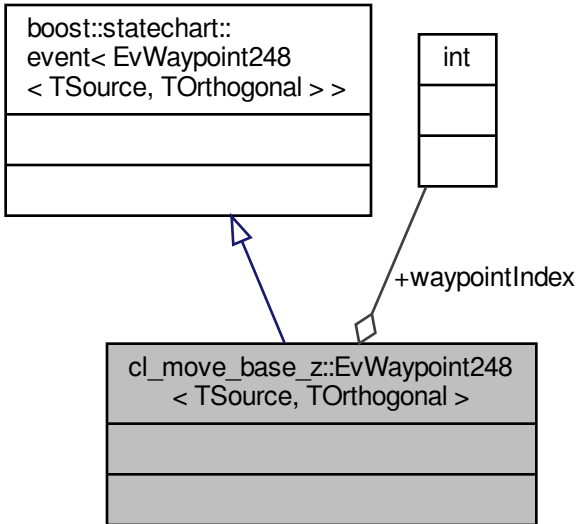 boost::statechart::
event< EvWaypoint248
< TSource, TOrthogonal > >
int
+waypointIndex
cl_move_base_z::EvWaypoint248
< TSource, TOrthogonal >